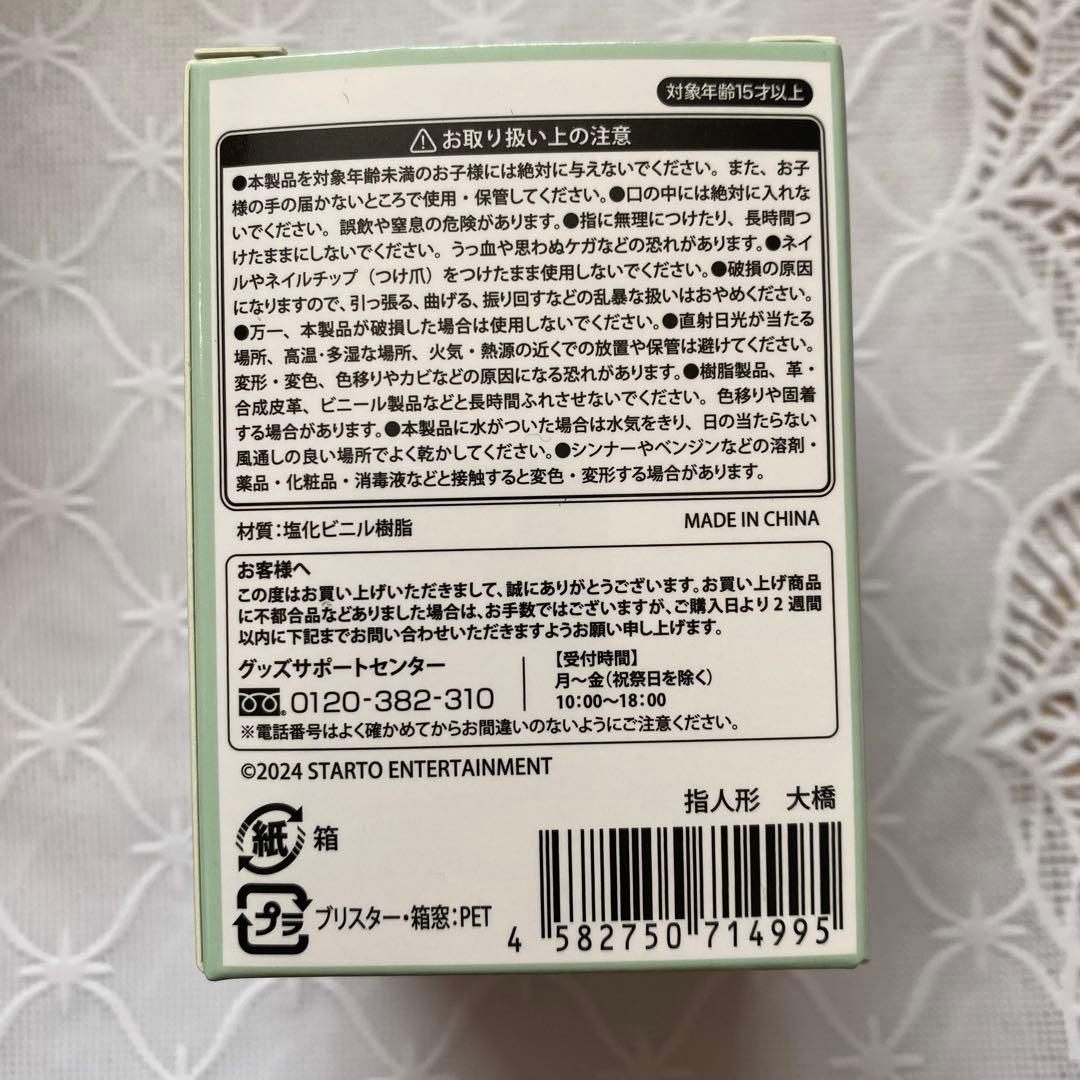 対象年齢15才以上
⚠お取り扱い上の注意
●本製品を対象年齢未満のお子様には絶対に与えないでください。また、お子
様の手の届かないところで使用・保管してください。●口の中には絶対に入れな
いでください。誤飲や窒息の危険があります。●指に無理につけたり、長時間つ
けたままにしないでください。うっ血や思わぬケガなどの恐れがあります。●ネイ
ルやネイルチップ（つけ爪）をつけたまま使用しないでください。●破損の原因
になりますので、引っ張る、曲げる、振り回すなどの乱暴な扱いはおやめください。
●万一、本製品が破損した場合は使用しないでください。●直射日光が当たる
場所、高温・多湿な場所、火気・熱源の近くでの放置や保管は避けてください。
変形・変色、色移りやカビなどの原因になる恐れがあります。●樹脂製品、革・
合成皮革、ビニール製品などと長時間ふれさせないでください。色移りや固着
する場合があります。●本製品に水がついた場合は水気をきり、日の当たらない
風通しの良い場所でよく乾かしてください。●シンナーやベンジンなどの溶剤・
薬品・化粧品・消毒液などと接触すると変色・変形する場合があります。
材質：塩化ビニル樹脂
MADE IN CHINA
お客様へ
この度はお買い上げいただきまして、誠にありがとうございます。お買い上げ商品
に不都合品などありました場合は、お手数ではございますが、ご購入日より2週間
以内に下記までお問い合わせいただきますようお願い申し上げます。
グッズサポートセンター
0120-382-310
【受付時間】
月～金（祝祭日を除く）
10：00～18：00
※電話番号はよく確かめてからお間違いのないようにご注意ください。
©2024 STARTO ENTERTAINMENT
指人形 大橋
紙 箱
プラ ブリスター・箱窓：PET
4 582750 714995